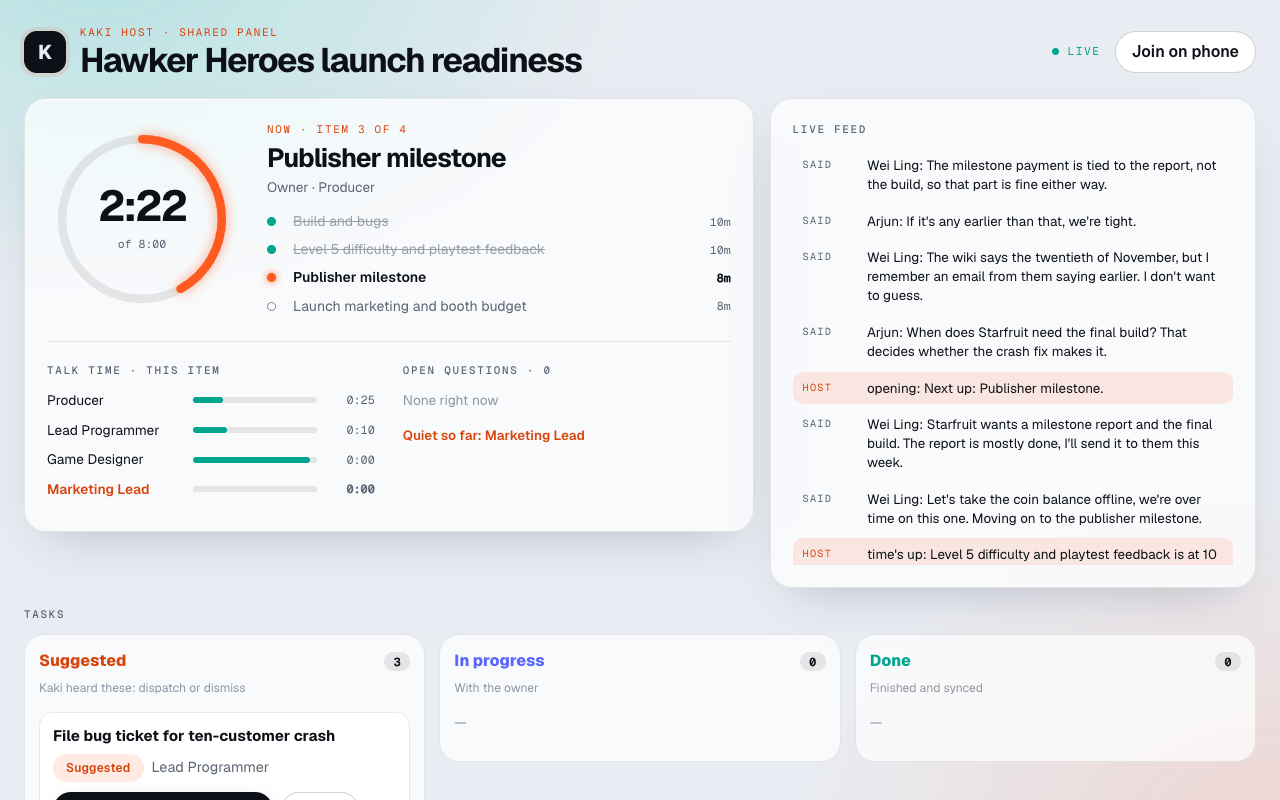 K
KAKI HOST · SHARED PANEL
Hawker Heroes launch readiness
LIVE
Join on phone
2:22
of 8:00
NOW · ITEM 3 OF 4
Publisher milestone
Owner · Producer
Build and bugs 10m
Level 5 difficulty and playtest feedback 10m
Publisher milestone 8m
Launch marketing and booth budget 8m
TALK TIME · THIS ITEM
Producer 0:25
Lead Programmer 0:10
Game Designer 0:00
Marketing Lead 0:00
OPEN QUESTIONS · 0
None right now
Quiet so far: Marketing Lead
LIVE FEED
SAID Wei Ling: The milestone payment is tied to the report, not
the build, so that part is fine either way.
SAID Arjun: If it's any earlier than that, we're tight.
SAID Wei Ling: The wiki says the twentieth of November, but I
remember an email from them saying earlier. I don't want
to guess.
SAID Arjun: When does Starfruit need the final build? That
decides whether the crash fix makes it.
HOST opening: Next up: Publisher milestone.
SAID Wei Ling: Starfruit wants a milestone report and the final
build. The report is mostly done, I'll send it to them this
week.
SAID Wei Ling: Let's take the coin balance offline, we're over
time on this one. Moving on to the publisher milestone.
HOST time's up: Level 5 difficulty and playtest feedback is at 10
TASKS
Suggested 3
Kaki heard these: dispatch or dismiss
File bug ticket for ten-customer crash
Suggested Lead Programmer
In progress 0
With the owner
—
Done 0
Finished and synced
—